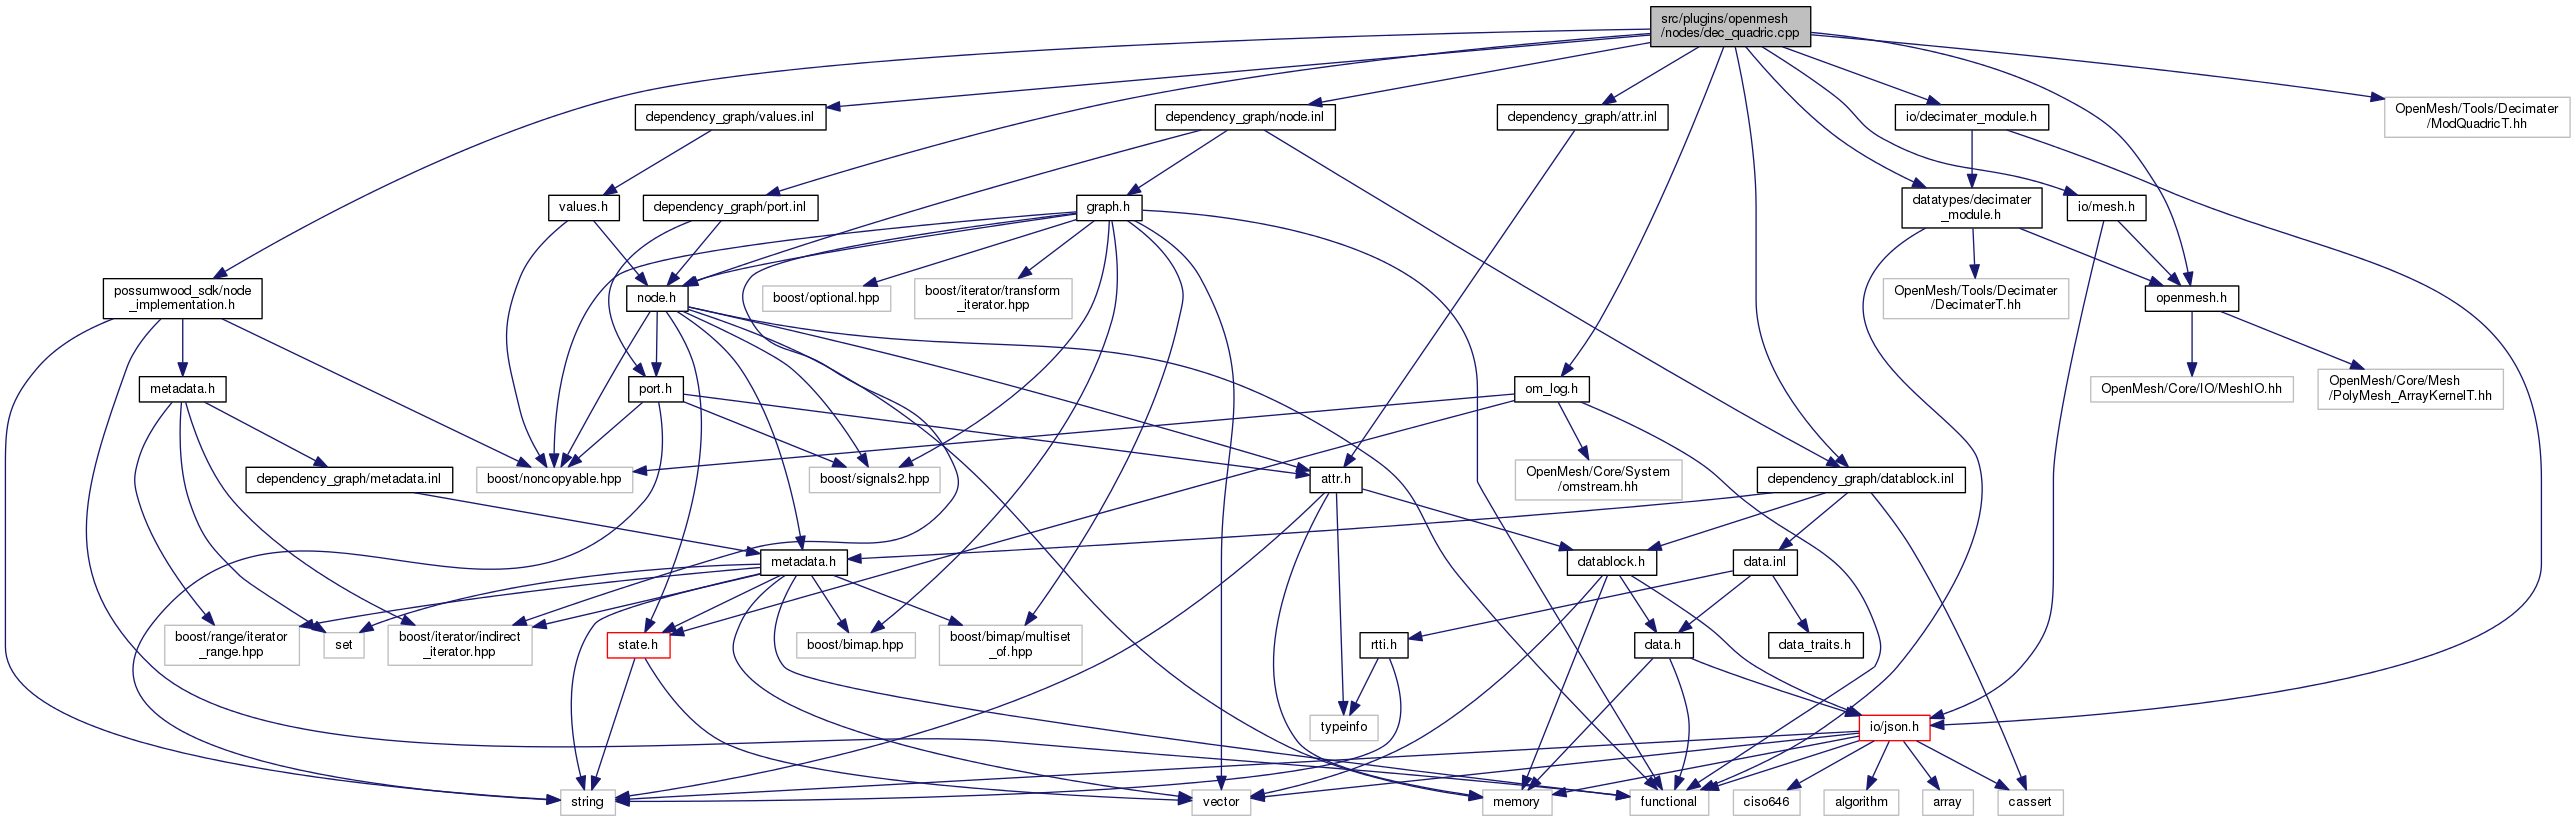 src/plugins/openmesh
/nodes/dec_quadric.cpp
dependency_graph/values.inl
dependency_graph/node.inl
dependency_graph/attr.inl
io/decimater_module.h
OpenMesh/Tools/Decimater
/ModQuadricT.hh
values.h
dependency_graph/port.inl
graph.h
datatypes/decimater
_module.h
io/mesh.h
possumwood_sdk/node
_implementation.h
node.h
boost/optional.hpp
boost/iterator/transform
_iterator.hpp
OpenMesh/Tools/Decimater
/DecimaterT.hh
openmesh.h
metadata.h
port.h
om_log.h
OpenMesh/Core/IO/MeshIO.hh
OpenMesh/Core/Mesh
/PolyMesh_ArrayKernelT.hh
dependency_graph/metadata.inl
boost/noncopyable.hpp
boost/signals2.hpp
attr.h
OpenMesh/Core/System
/omstream.hh
dependency_graph/datablock.inl
metadata.h
datablock.h
data.inl
boost/range/iterator
_range.hpp
set
boost/iterator/indirect
_iterator.hpp
state.h
boost/bimap.hpp
boost/bimap/multiset
_of.hpp
rtti.h
data.h
data_traits.h
typeinfo
io/json.h
string
vector
memory
functional
ciso646
algorithm
array
cassert